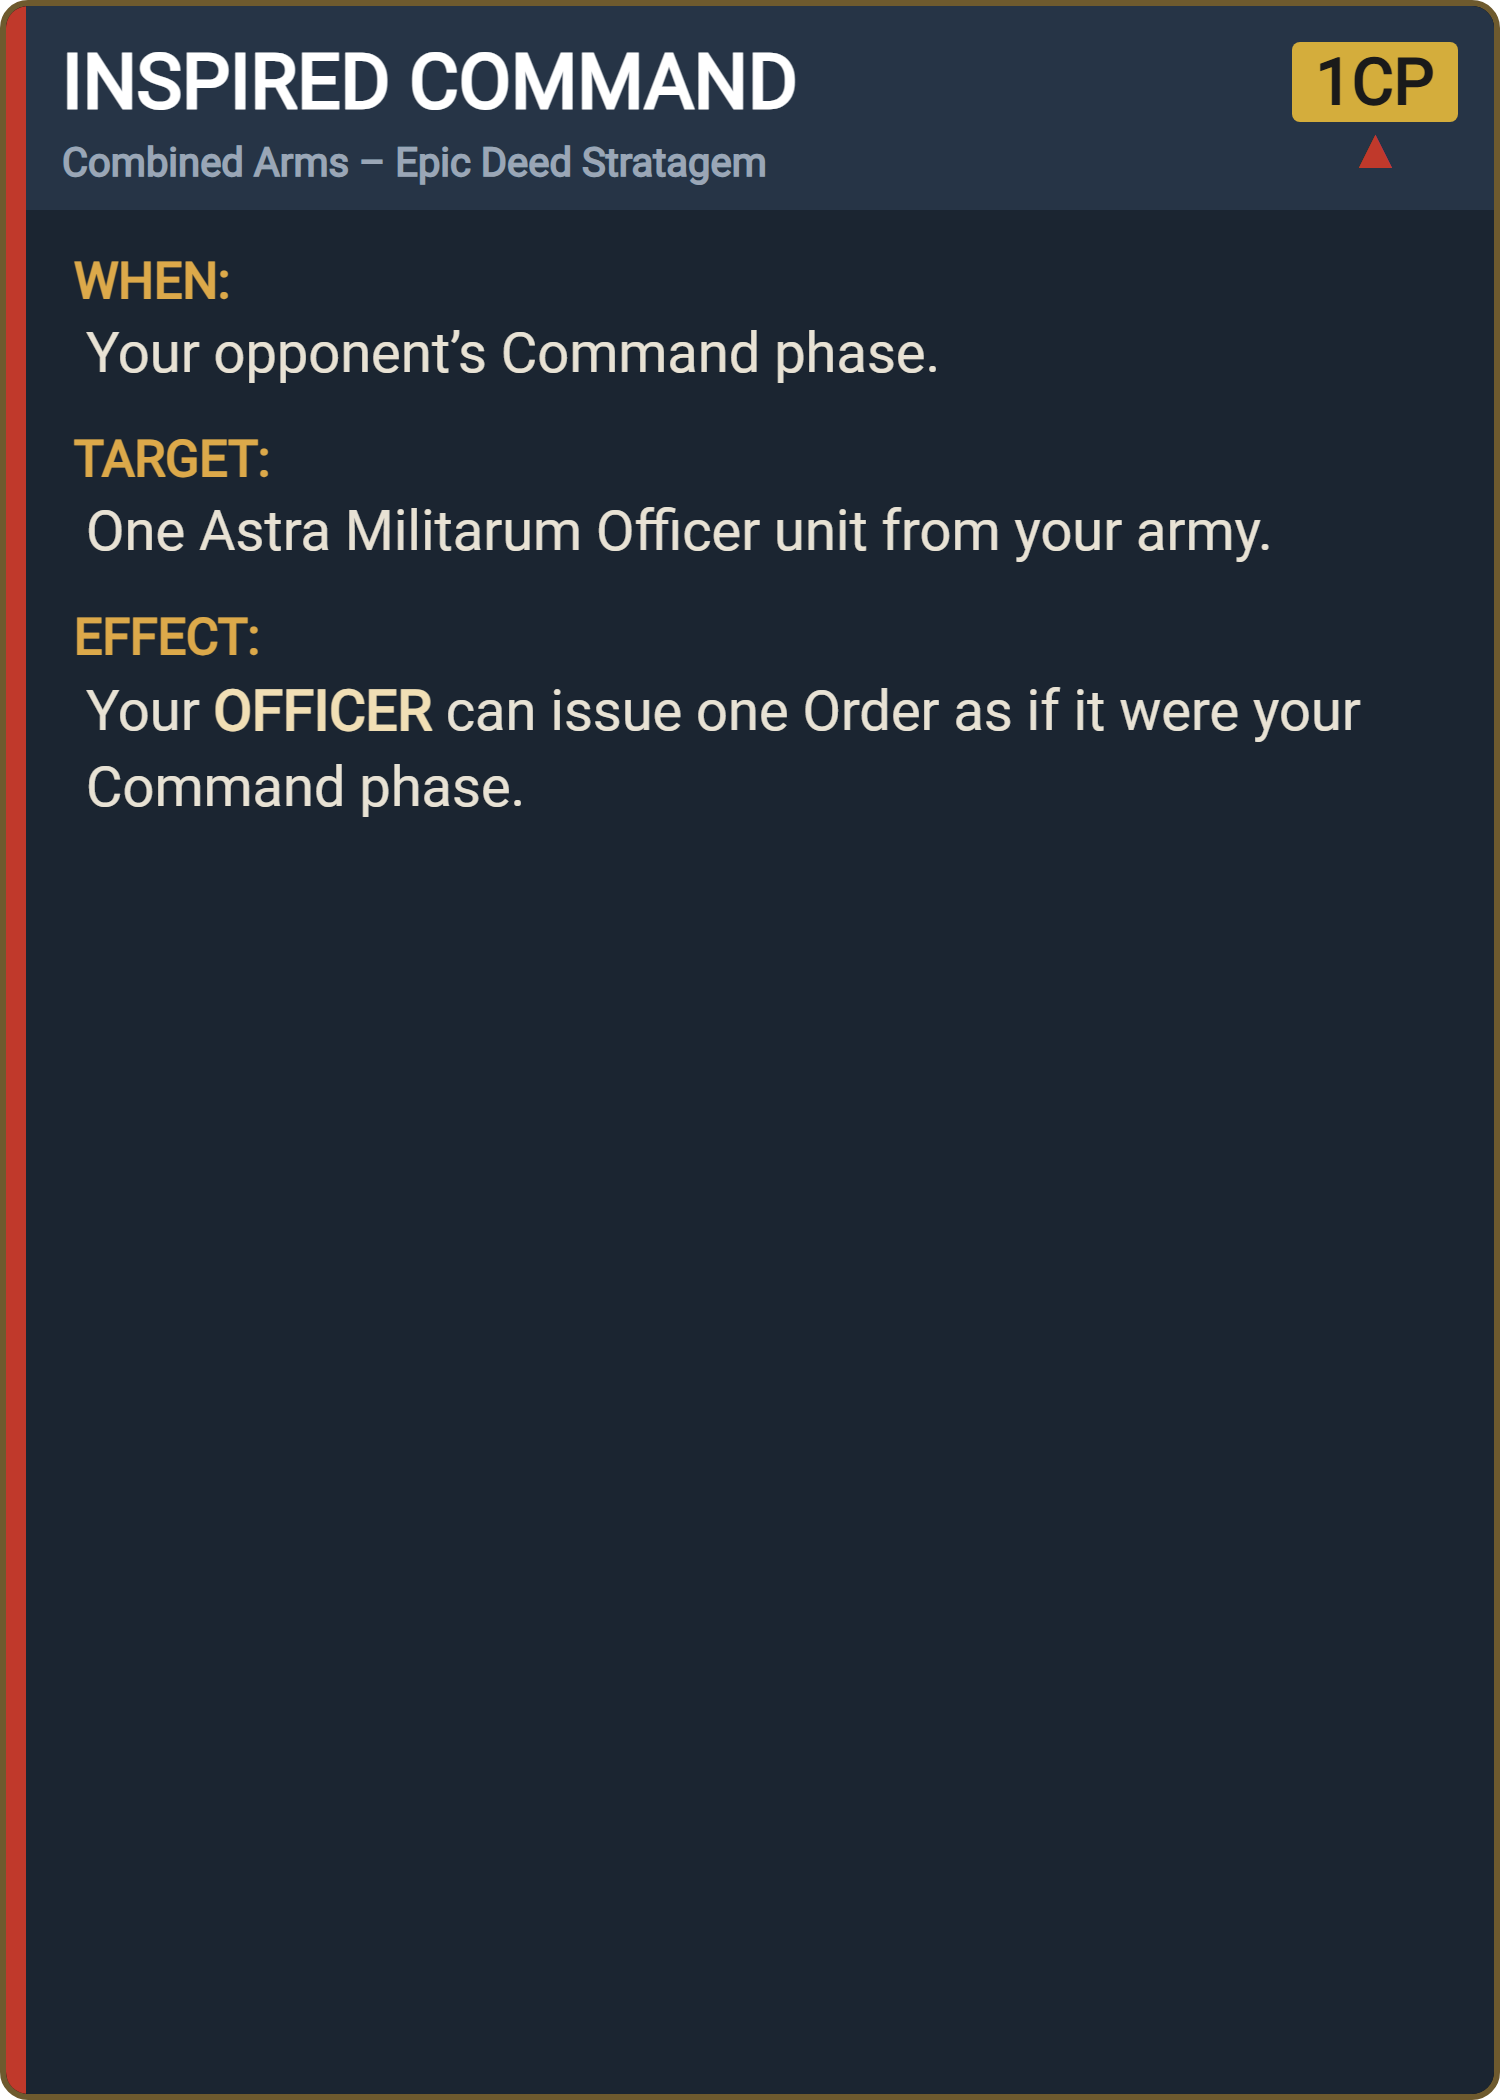 INSPIRED COMMAND
1CP
Combined Arms – Epic Deed Stratagem
WHEN:
Your opponent’s Command phase.
TARGET:
One Astra Militarum Officer unit from your army.
EFFECT:
Your OFFICER can issue one Order as if it were your
Command phase.